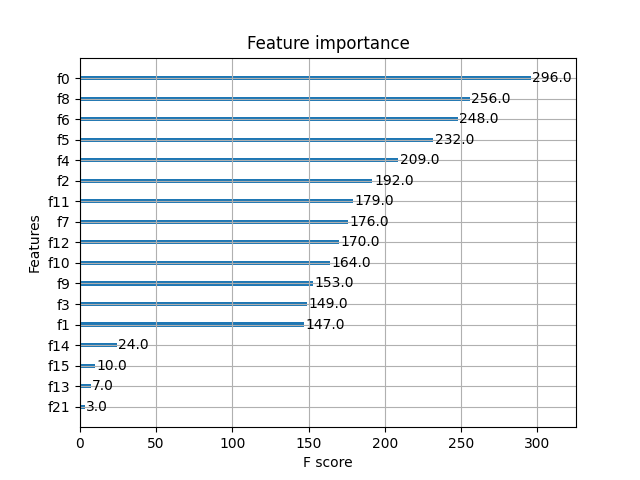 Feature importance
Features
f0 296.0
f8 256.0
f6 248.0
f5 232.0
f4 209.0
f2 192.0
f11 179.0
f7 176.0
f12 170.0
f10 164.0
f9 153.0
f3 149.0
f1 147.0
f14 24.0
f15 10.0
f13 7.0
f21 3.0
0 50 100 150 200 250 300
F score